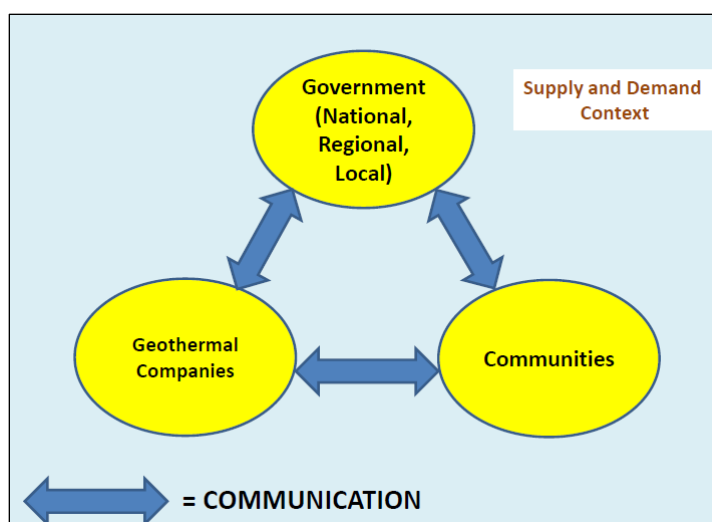 Government
(National,
Regional,
Local)
Supply and Demand
Context
Geothermal
Companies
Communities
= COMMUNICATION